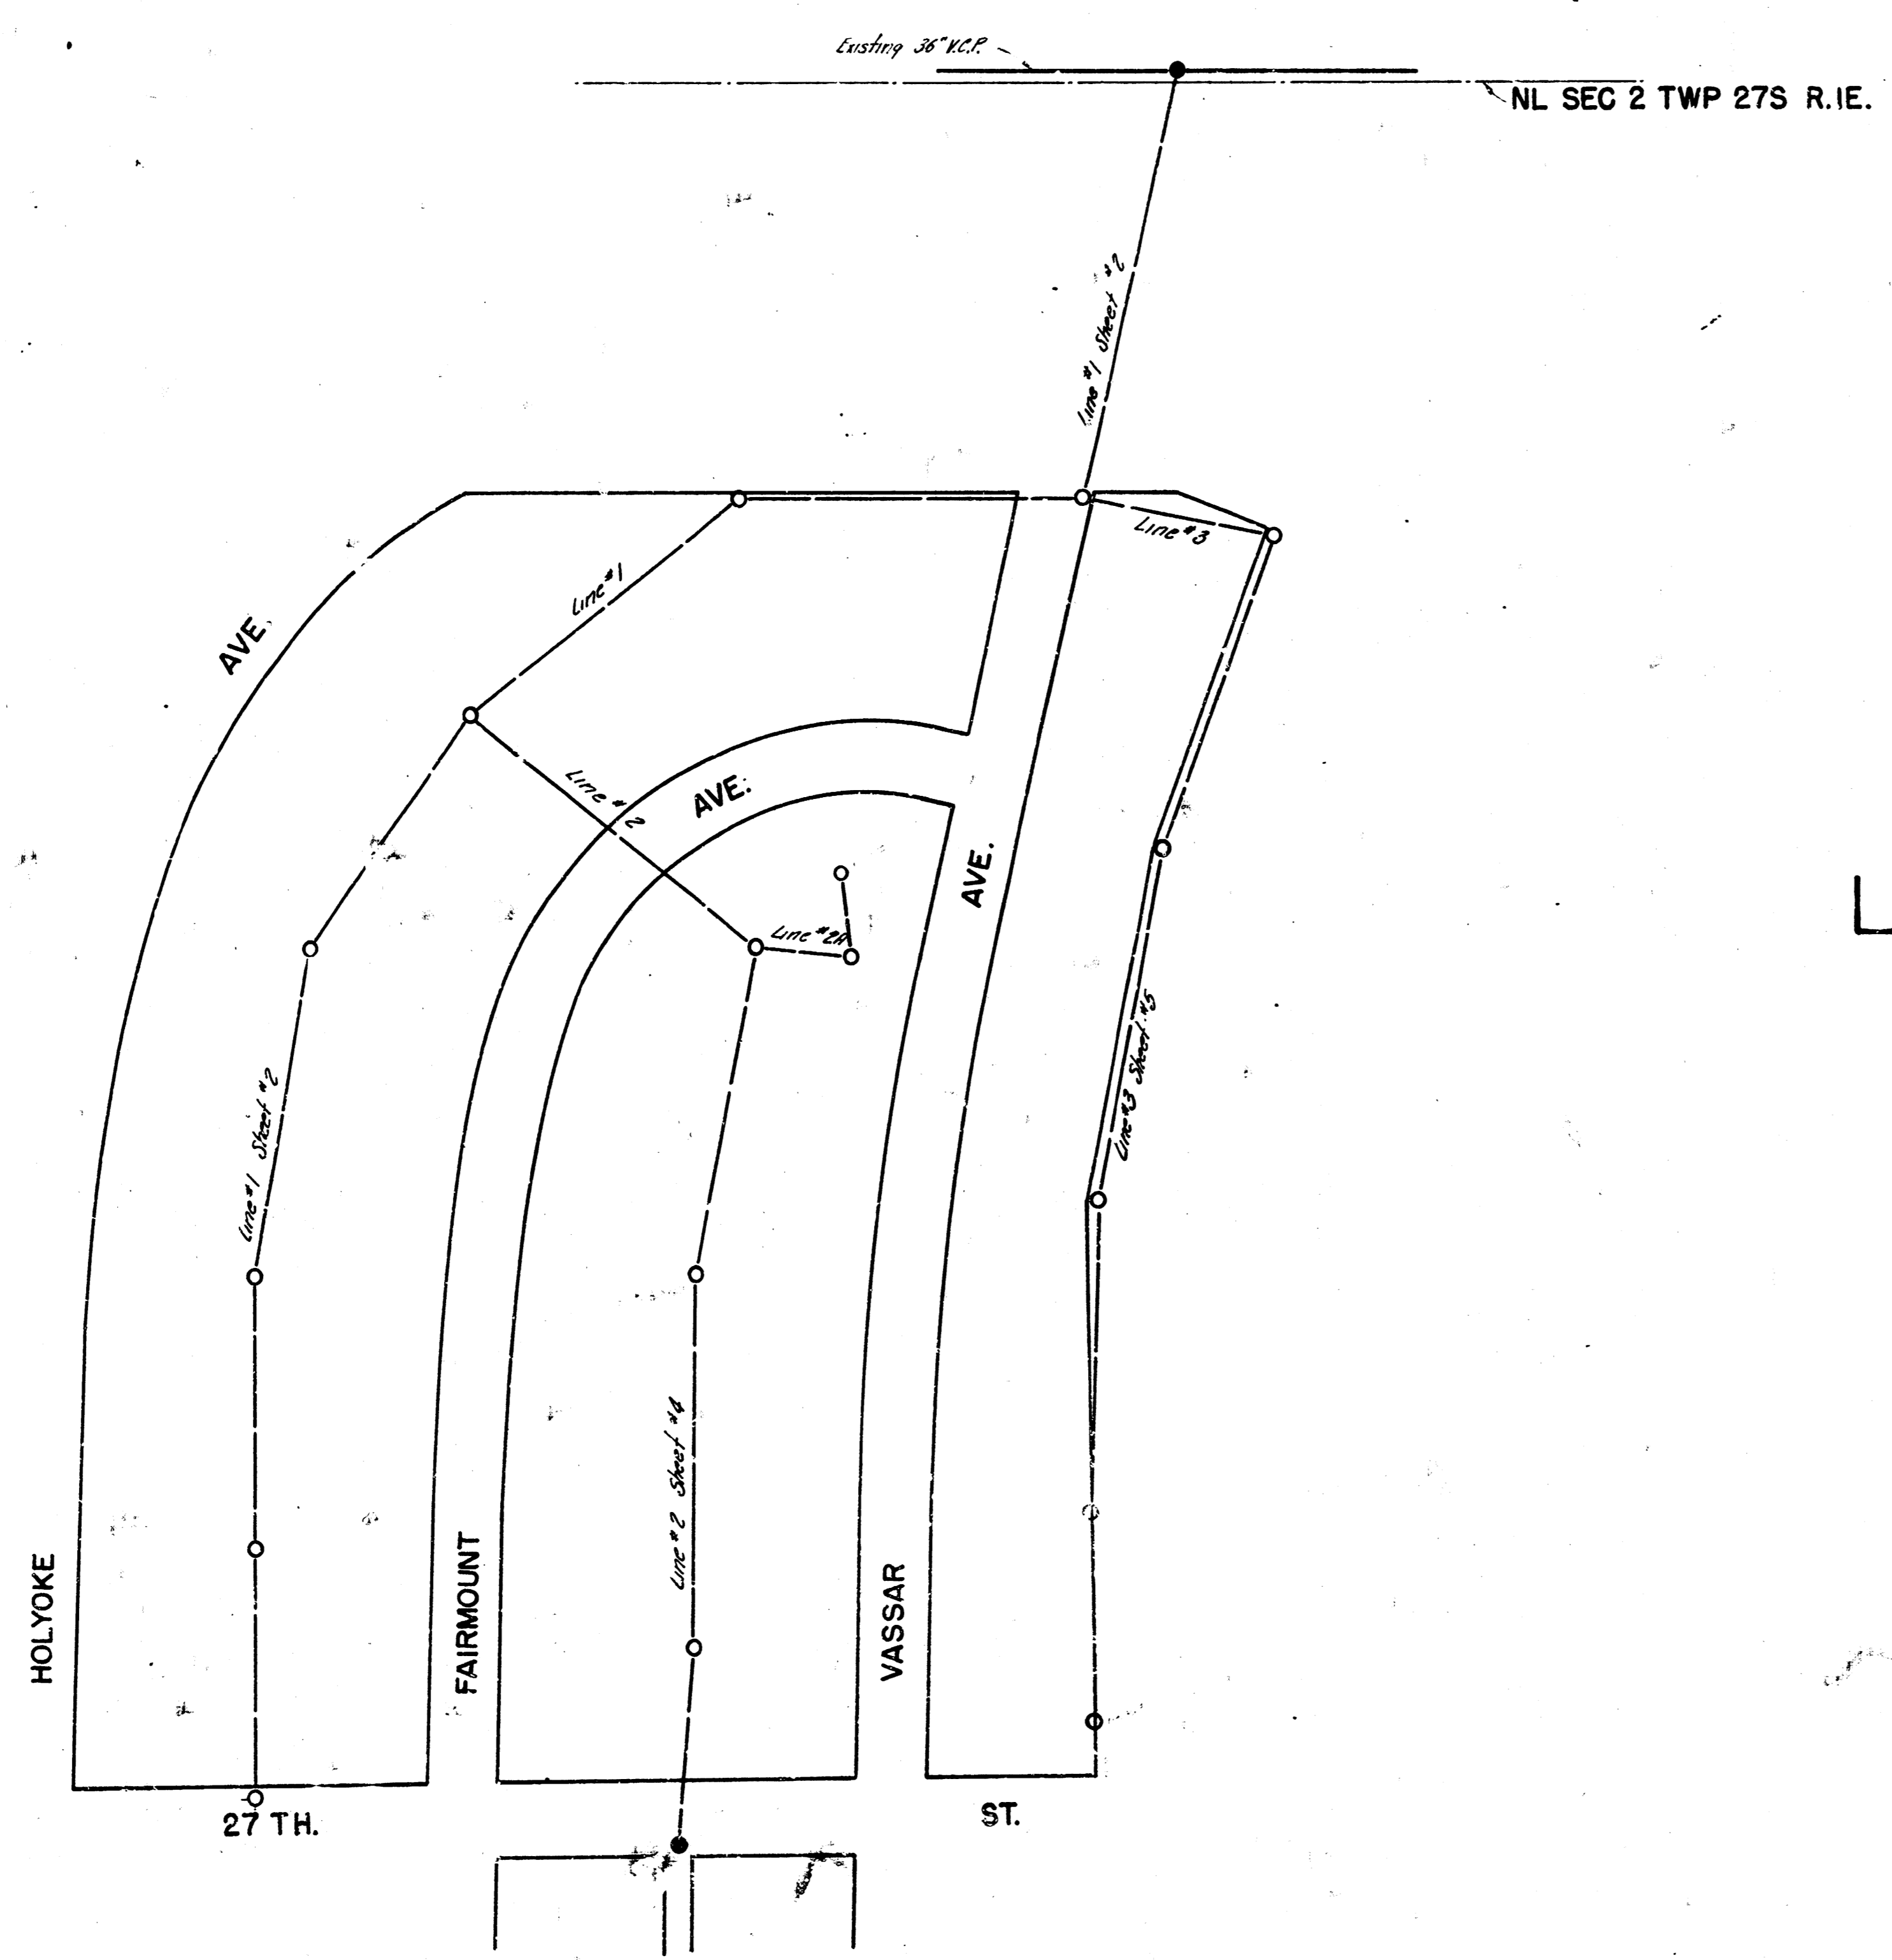 Existing 36" V.C.P.
NL SEC 2 TWP 27S R.1E.
Line #1 Sheet #2
Line #3
Line #1
AVE.
Line # 2
AVE.
AVE.
Line #2A
Line #3 Sheet #5
Line #1 Sheet #2
Line #2 Sheet #4
HOLYOKE
FAIRMOUNT
VASSAR
27 TH.
ST.